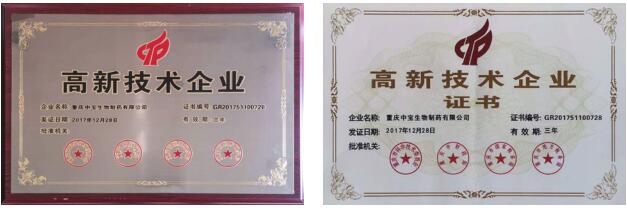 高新技术企业
企业名称:重庆中宝生物制药有限公司 证书编号:GR201751100728
发证日期:2017年12月28日 有 效 期:三年
批准机关:
高新技术企业
证书
企业名称:重庆中宝生物制药有限公司 证书编号:GR201751100728
发证日期:2017年12月28日 有 效 期:三年
批准机关: